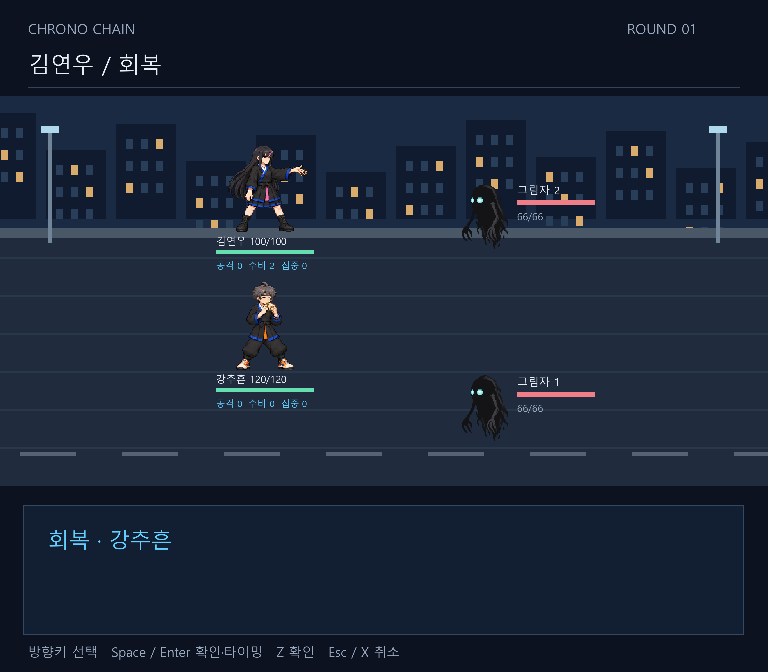 CHRONO CHAIN
ROUND 01
김연우 / 회복
그림자 2
66/66
김연우 100/100
공격 0 수비 2 집중 0
그림자 1
강추흔 120/120
66/66
공격 0 수비 0 집중 0
회복 · 강추흔
방향키 선택 Space / Enter 확인·타이밍 Z 확인 Esc / X 취소